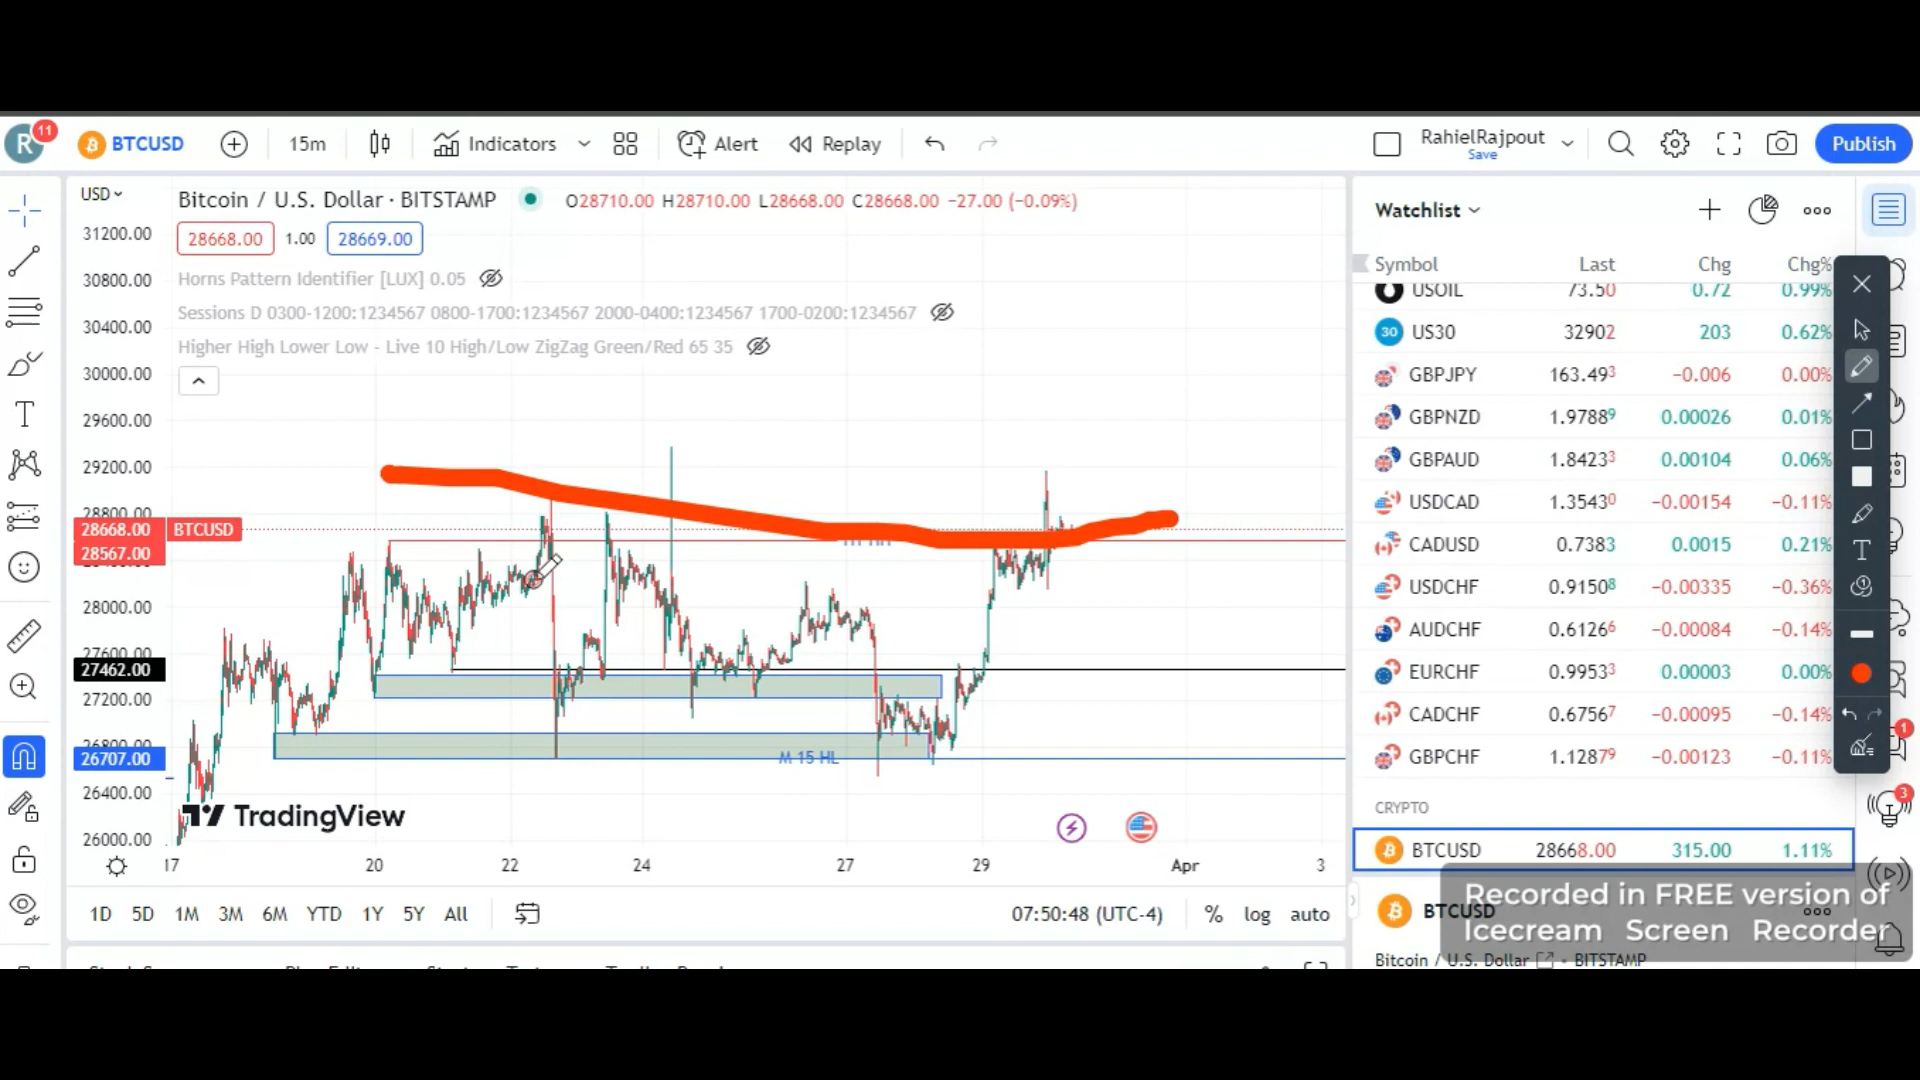 R 11 BTCUSD 15m Indicators Alert Replay RahielRajpout Save Publish
USD
Bitcoin / U.S. Dollar · BITSTAMP O28710.00 H28710.00 L28668.00 C28668.00 −27.00 (−0.09%)
28668.00 1.00 28669.00
Horns Pattern Identifier [LUX] 0.05
Sessions D 0300-1200:1234567 0800-1700:1234567 2000-0400:1234567 1700-0200:1234567
Higher High Lower Low - Live 10 High/Low ZigZag Green/Red 65 35
31200.00
30800.00
30400.00
30000.00
29600.00
29200.00
28800.00
28668.00 BTCUSD
28567.00
28000.00
27600.00
27462.00
27200.00
26800.00
26707.00
M 15 HL
26400.00
26000.00
TradingView
17 20 22 24 27 29 Apr 3
1D 5D 1M 3M 6M YTD 1Y 5Y All
07:50:48 (UTC-4) % log auto
Watchlist
Symbol Last Chg Chg%
USOIL 73.50 0.72 0.99%
30 US30 32902 203 0.62%
GBPJPY 163.493 −0.006 0.00%
GBPNZD 1.97889 0.00026 0.01%
GBPAUD 1.84233 0.00104 0.06%
USDCAD 1.35430 −0.00154 −0.11%
CADUSD 0.7383 0.0015 0.21%
USDCHF 0.91508 −0.00335 −0.36%
AUDCHF 0.61266 −0.00084 −0.14%
EURCHF 0.99533 0.00003 0.00%
CADCHF 0.67567 −0.00095 −0.14%
GBPCHF 1.12879 −0.00123 −0.11%
1
3
CRYPTO
BTCUSD 28668.00 315.00 1.11%
BTCUSD
Bitcoin / U.S. Dollar · BITSTAMP
Recorded in FREE version of
Icecream Screen Recorder